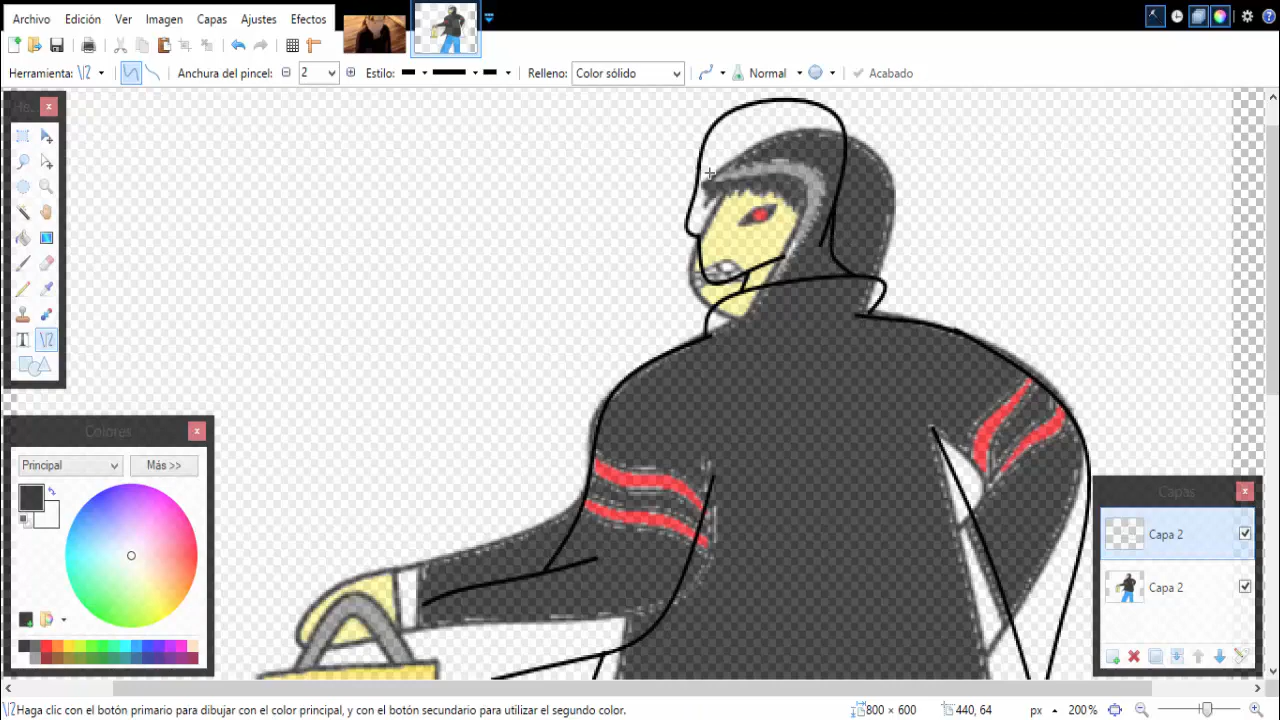 Archivo Edición Ver Imagen Capas Ajustes Efectos
Herramienta: Anchura del pincel: 2 Estilo: Relleno: Color sólido Normal Acabado
Colores
Principal Más >>
Capas
Capa 2
Capa 2
Haga clic con el botón primario para dibujar con el color principal, y con el botón secundario para utilizar el segundo color. 800 × 600 440, 64 px 200%